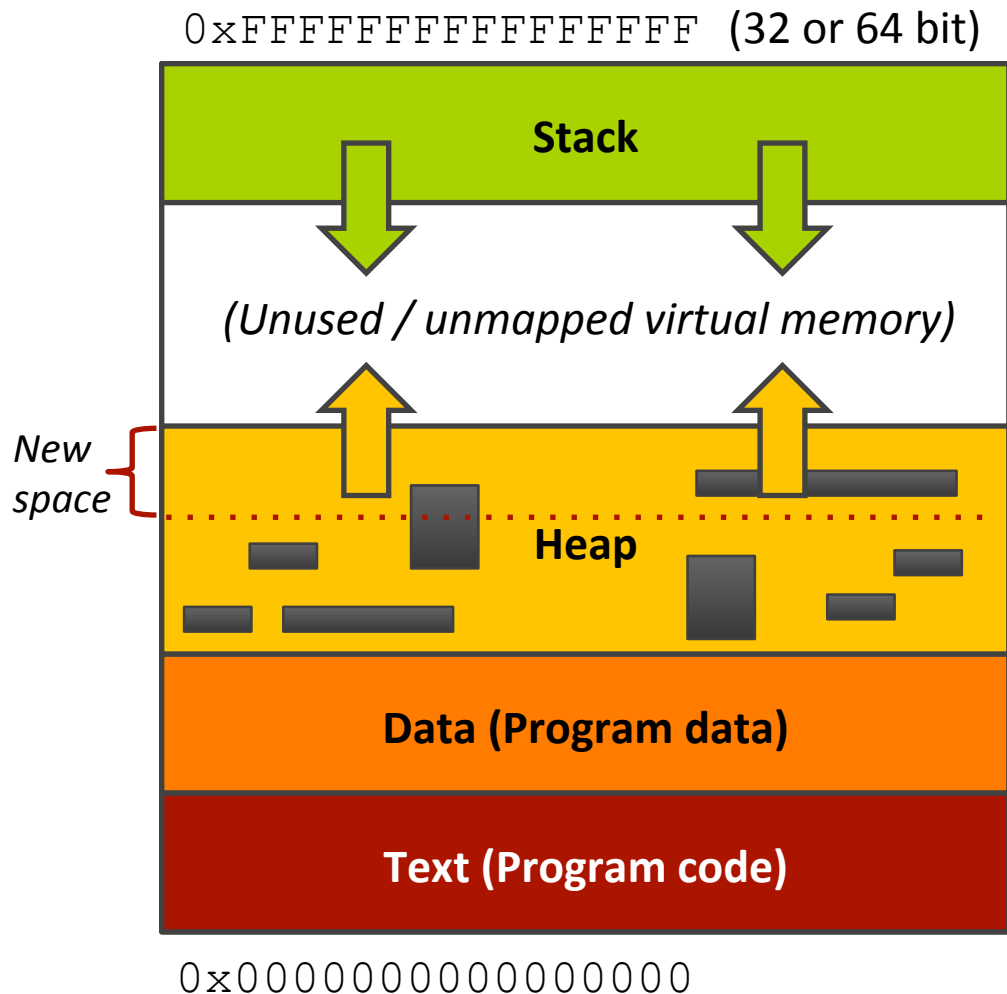 0xFFFFFFFFFFFFFFFF (32 or 64 bit)
Stack
(Unused / unmapped virtual memory)
New
space
Heap
Data (Program data)
Text (Program code)
0x0000000000000000